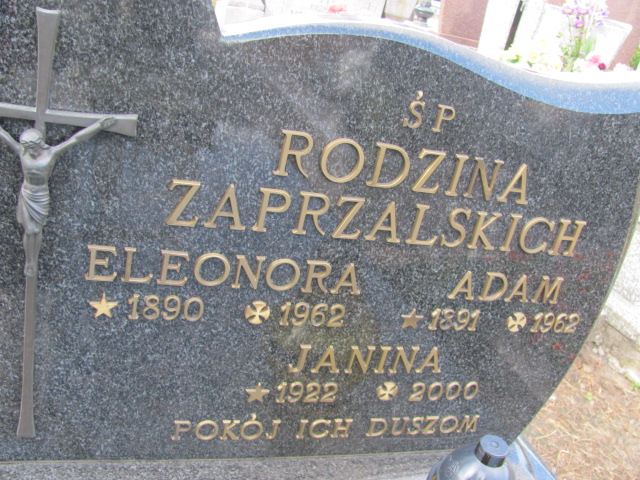 ŚP
RODZINA
ZAPRZALSKICH
ELEONORA ADAM
1890 1962 1891 1962
JANINA
1922 2000
POKÓJ ICH DUSZOM